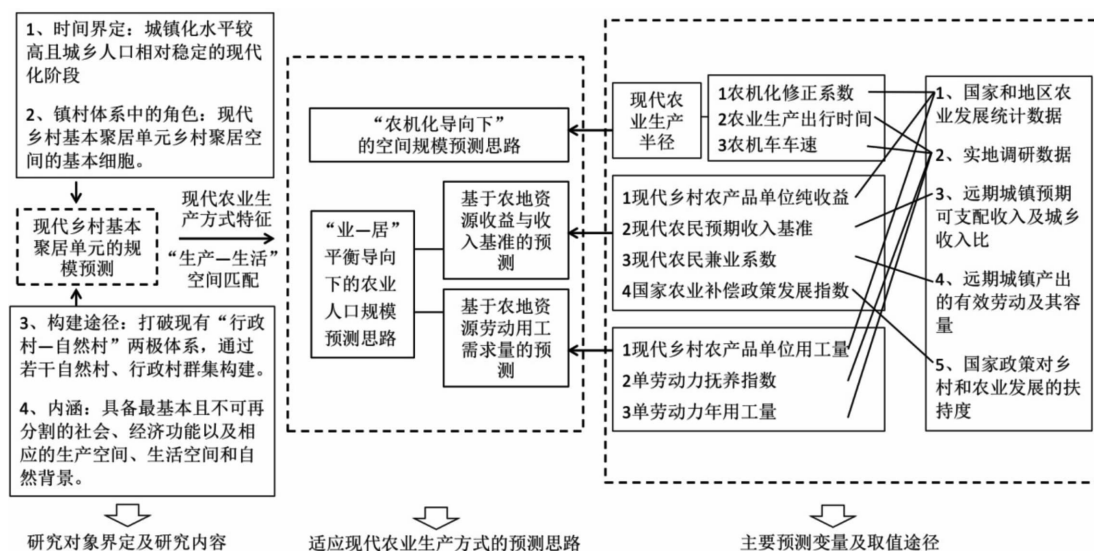 1、时间界定：城镇化水平较
高且城乡人口相对稳定的现代
化阶段
2、镇村体系中的角色：现代
乡村基本聚居单元乡村聚居空
间的基本细胞。
现代乡村基本
聚居单元的规
模预测
3、构建途径：打破现有“行政
村—自然村”两极体系，通过
若干自然村、行政村群集构建。
4、内涵：具备最基本且不可再
分割的社会、经济功能以及相
应的生产空间、生活空间和自
然背景。
研究对象界定及研究内容
现代农业生
产方式特征
“生产—生活”
空间匹配
“农机化导向下”
的空间规模预测思路
“业—居”
平衡导向
下的农业
人口规模
预测思路
基于农地资
源收益与收
入基准的预
测
基于农地资
源劳动用工
需求量的预
测
适应现代农业生产方式的预测思路
现代农
业生产
半径
1农机化修正系数
2农业生产出行时间
3农机车车速
1现代乡村农产品单位纯收益
2现代农民预期收入基准
3现代农民兼业系数
4国家农业补偿政策发展指数
1现代乡村农产品单位用工量
2单劳动力抚养指数
3单劳动力年用工量
1、国家和地区农
业发展统计数据
2、实地调研数据
3、远期城镇预期
可支配收入及城乡
收入比
4、远期城镇产出
的有效劳动及其容
量
5、国家政策对乡
村和农业发展的扶
持度
主要预测变量及取值途径